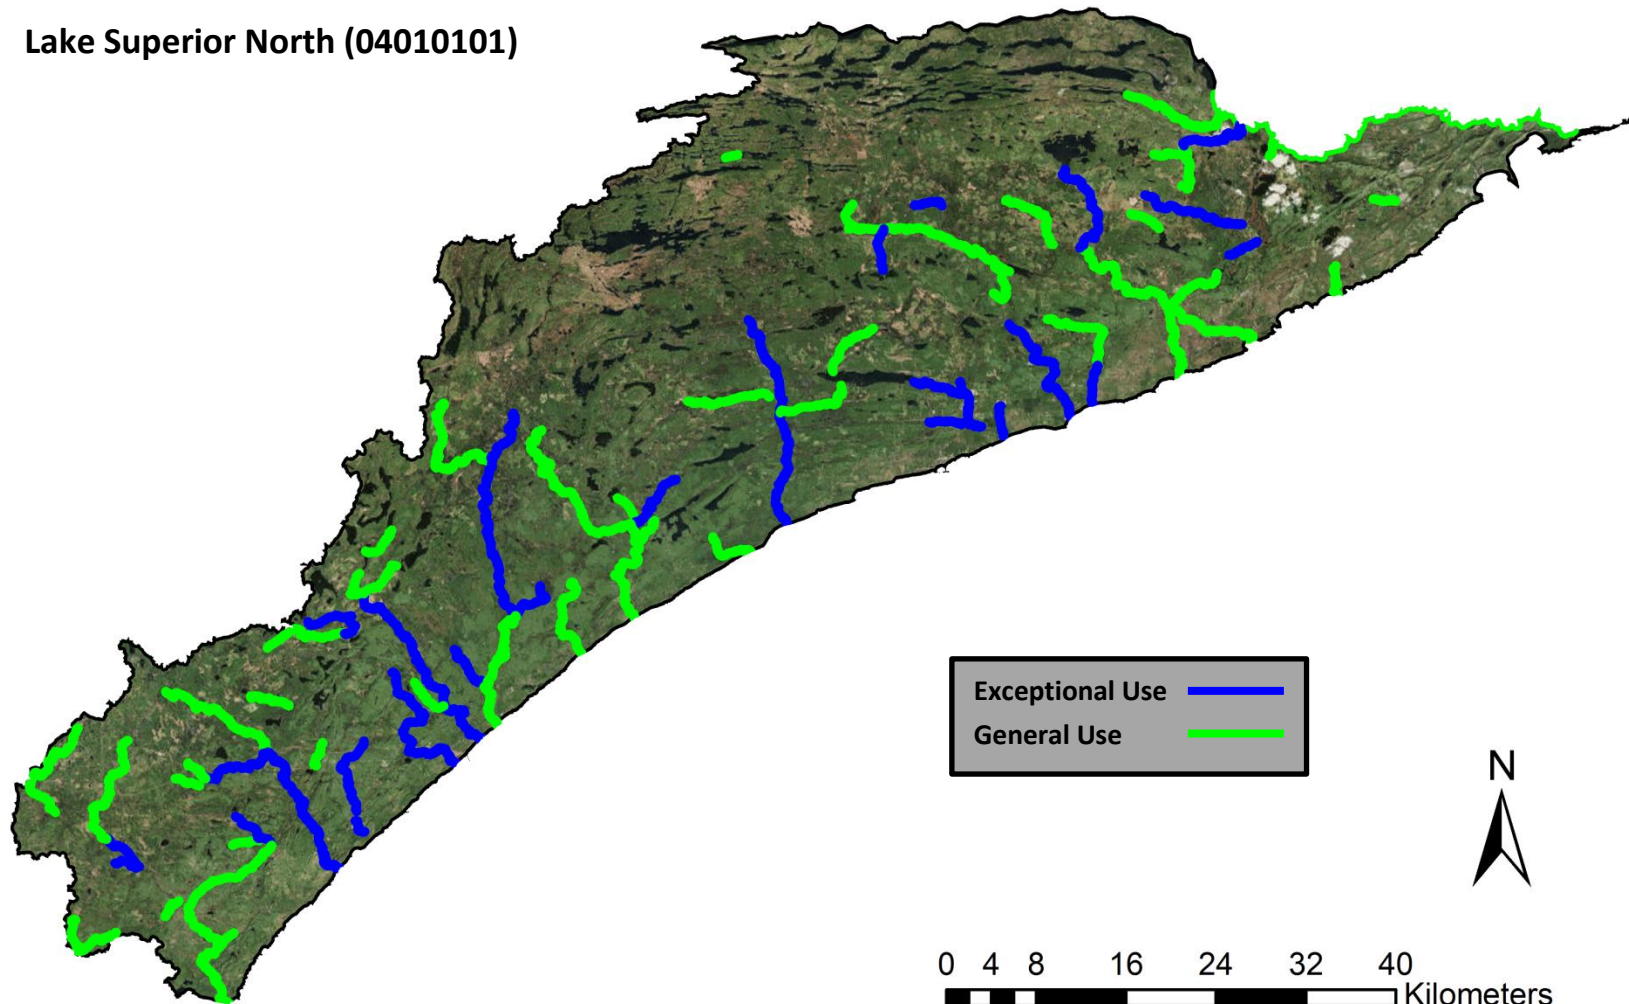 Lake Superior North (04010101)
Exceptional Use
General Use
N
0 4 8 16 24 32 40
Kilometers